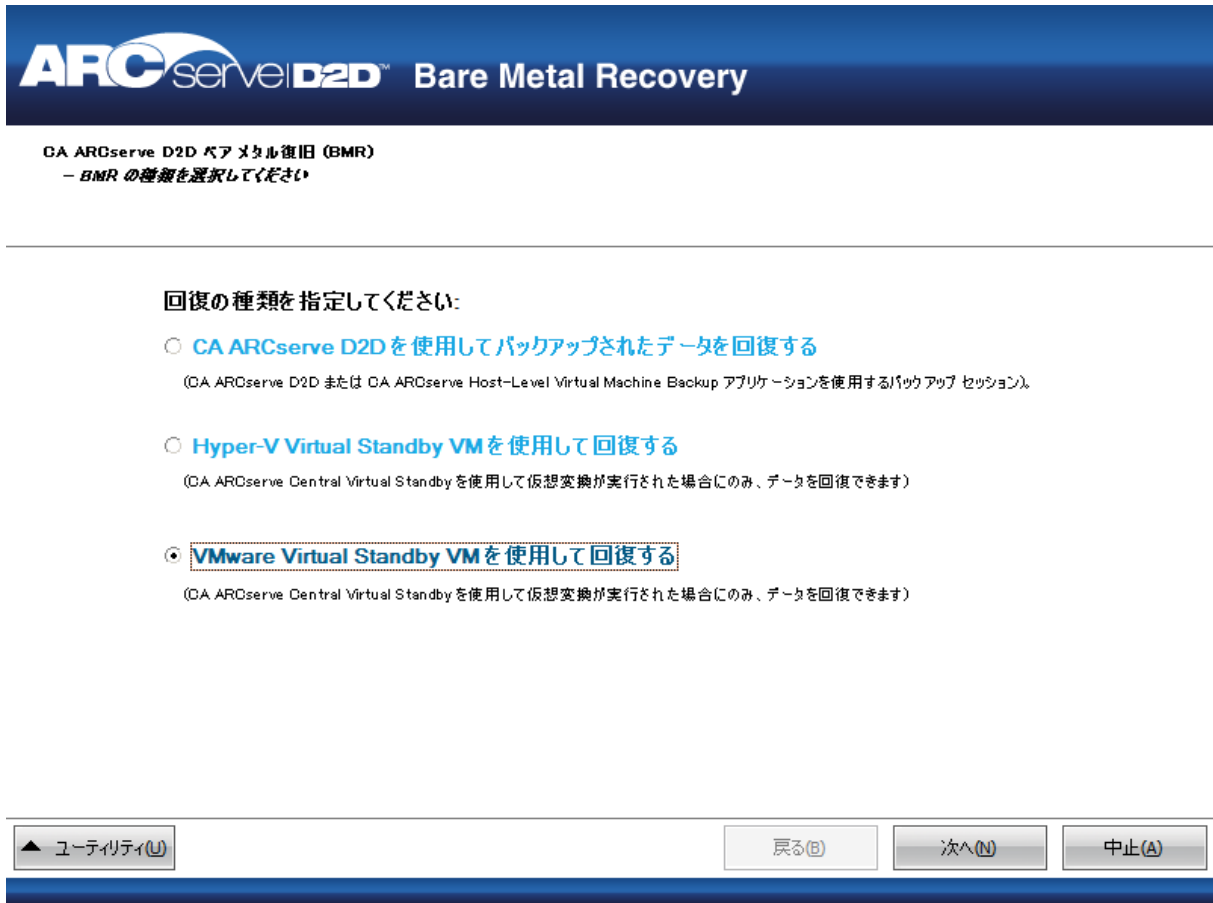 ARCserve D2D™ Bare Metal Recovery
CA ARCserve D2D ベア メタル復旧 (BMR)
– BMR の種類を選択してください
回復の種類を指定してください:
CA ARCserve D2D を使用してバックアップされたデータを回復する
(CA ARCserve D2D または CA ARCserve Host-Level Virtual Machine Backup アプリケーションを使用するバックアップ セッション)。
Hyper-V Virtual Standby VM を使用して回復する
(CA ARCserve Central Virtual Standby を使用して仮想変換が実行された場合にのみ、データを回復できます)
VMware Virtual Standby VM を使用して回復する
(CA ARCserve Central Virtual Standby を使用して仮想変換が実行された場合にのみ、データを回復できます)
▲ ユーティリティ(U)
戻る(B)
次へ(N)
中止(A)